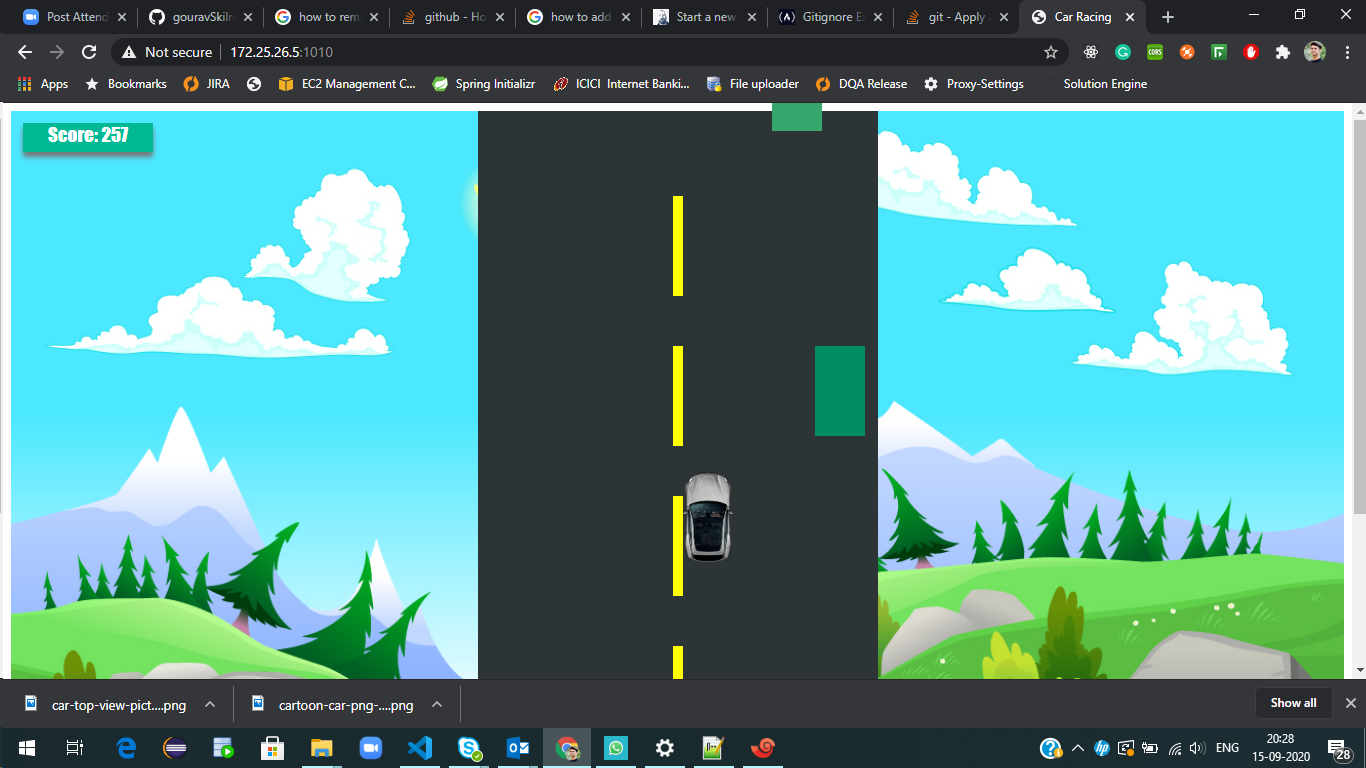 Post Attend
gouravSkilr
how to rem
github - Ho
how to add
Start a new
Gitignore Ex
git - Apply .
Car Racing
Not secure | 172.25.26.5:1010
CORS
Apps
Bookmarks
JIRA
EC2 Management C...
Spring Initializr
ICICI Internet Banki...
File uploader
DQA Release
Proxy-Settings
Solution Engine
Score: 257
car-top-view-pict....png
cartoon-car-png-....png
Show all
ENG
20:28
15-09-2020
28